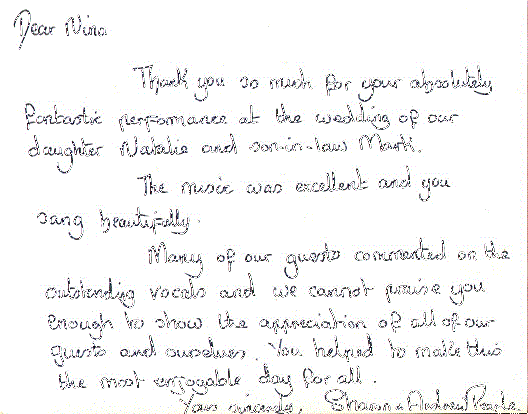 Dear Nina
Thank you so much for your absolutely
fantastic performance at the wedding of our
daughter Natalie and son-in-law Mark.
The music was excellent and you
sang beautifully.
Many of our guests commented on the
outstanding vocals and we cannot praise you
enough to show the appreciation of all of our
guests and ourselves. You helped to make this
the most enjoyable day for all.
Yours sincerely, Sharon & Andrew